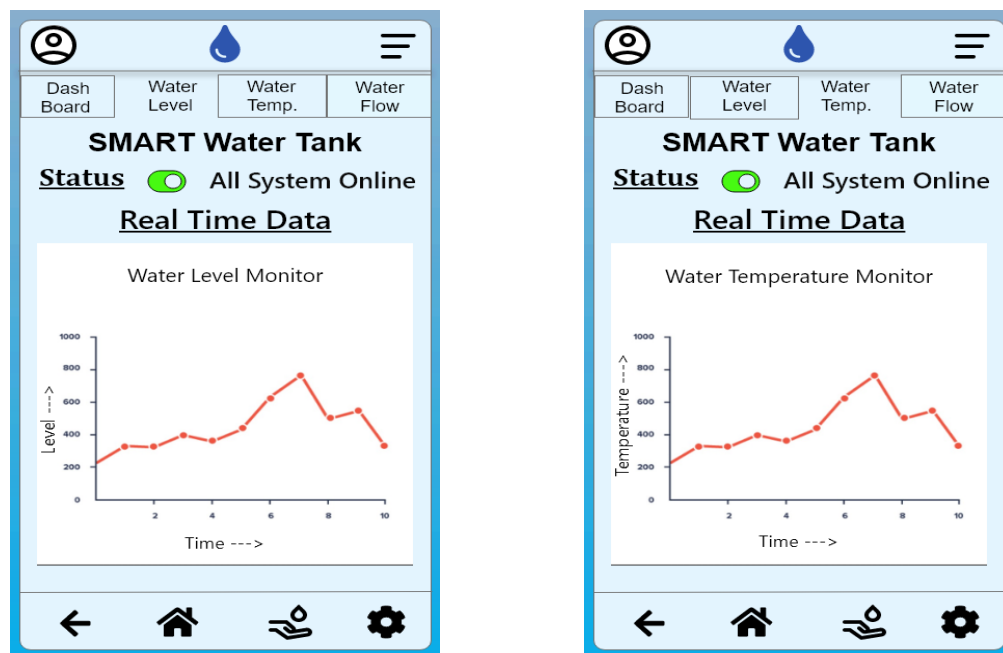 Dash Board
Water Level
Water Temp.
Water Flow
SMART Water Tank
Status All System Online
Real Time Data
Water Level Monitor
1000
800
600
400
200
0
Level --->
2 4 6 8 10
Time --->
Dash Board
Water Level
Water Temp.
Water Flow
SMART Water Tank
Status All System Online
Real Time Data
Water Temperature Monitor
1000
800
600
400
200
0
Temperature --->
2 4 6 8 10
Time --->